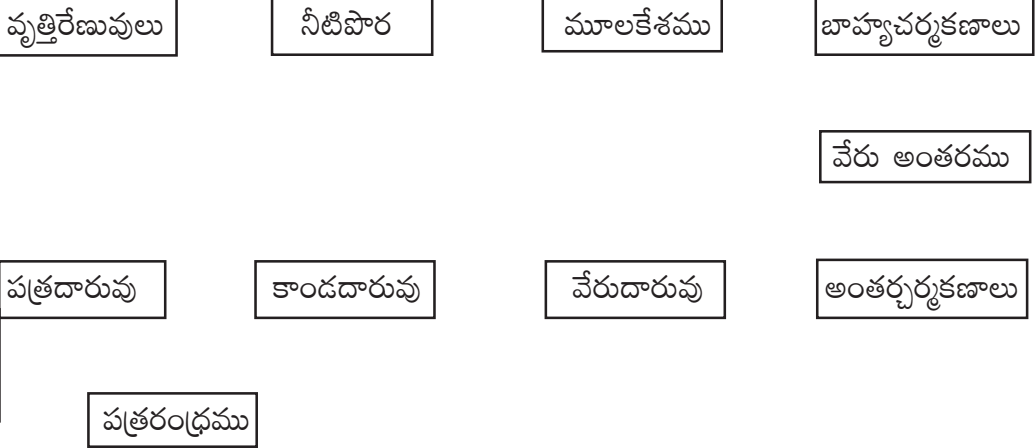 వృత్తిరేణువులు నీటిపొర మూలకేశము బాహ్యచర్మకణాలు
వేరు అంతరము
పత్రదారువు కాండదారువు వేరుదారువు అంతర్చర్మకణాలు
పత్రరంధ్రము